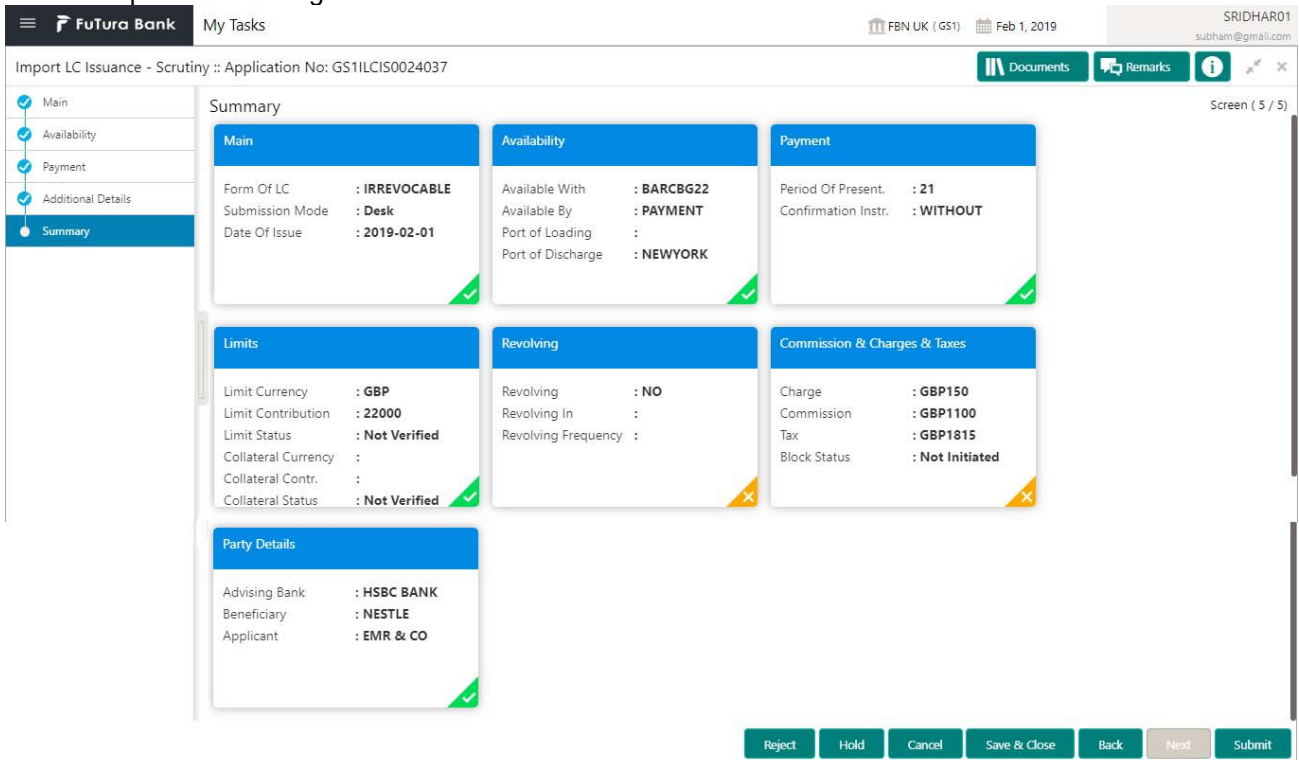 FuTura Bank
My Tasks
FBN UK ( GS1)
Feb 1, 2019
SRIDHAR01
subham@gmail.com
Import LC Issuance - Scrutiny :: Application No: GS1ILCIS0024037
Documents
Remarks
Main
Availability
Payment
Additional Details
Summary
Summary
Screen ( 5 / 5)
Main
Form Of LC : IRREVOCABLE
Submission Mode : Desk
Date Of Issue : 2019-02-01
Availability
Available With : BARCBG22
Available By : PAYMENT
Port of Loading :
Port of Discharge : NEWYORK
Payment
Period Of Present. : 21
Confirmation Instr. : WITHOUT
Limits
Limit Currency : GBP
Limit Contribution : 22000
Limit Status : Not Verified
Collateral Currency :
Collateral Contr. :
Collateral Status : Not Verified
Revolving
Revolving : NO
Revolving In :
Revolving Frequency :
Commission & Charges & Taxes
Charge : GBP150
Commission : GBP1100
Tax : GBP1815
Block Status : Not Initiated
Party Details
Advising Bank : HSBC BANK
Beneficiary : NESTLE
Applicant : EMR & CO
Reject
Hold
Cancel
Save & Close
Back
Next
Submit